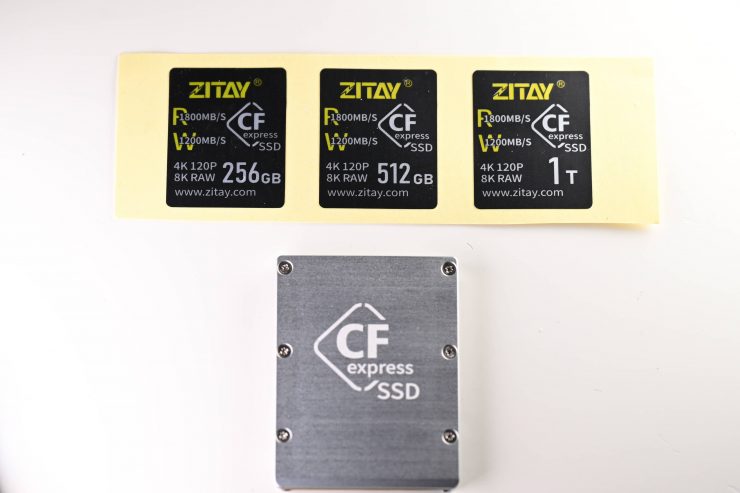 ZITAY®
R 1800MB/S
W 1200MB/S
CF
express
SSD
4K 120P
8K RAW
256GB
www.zitay.com
ZITAY®
R 1800MB/S
W 1200MB/S
CF
express
SSD
4K 120P
8K RAW
512GB
www.zitay.com
ZITAY®
R 1800MB/S
W 1200MB/S
CF
express
SSD
4K 120P
8K RAW
1T
www.zitay.com
CF
express
SSD